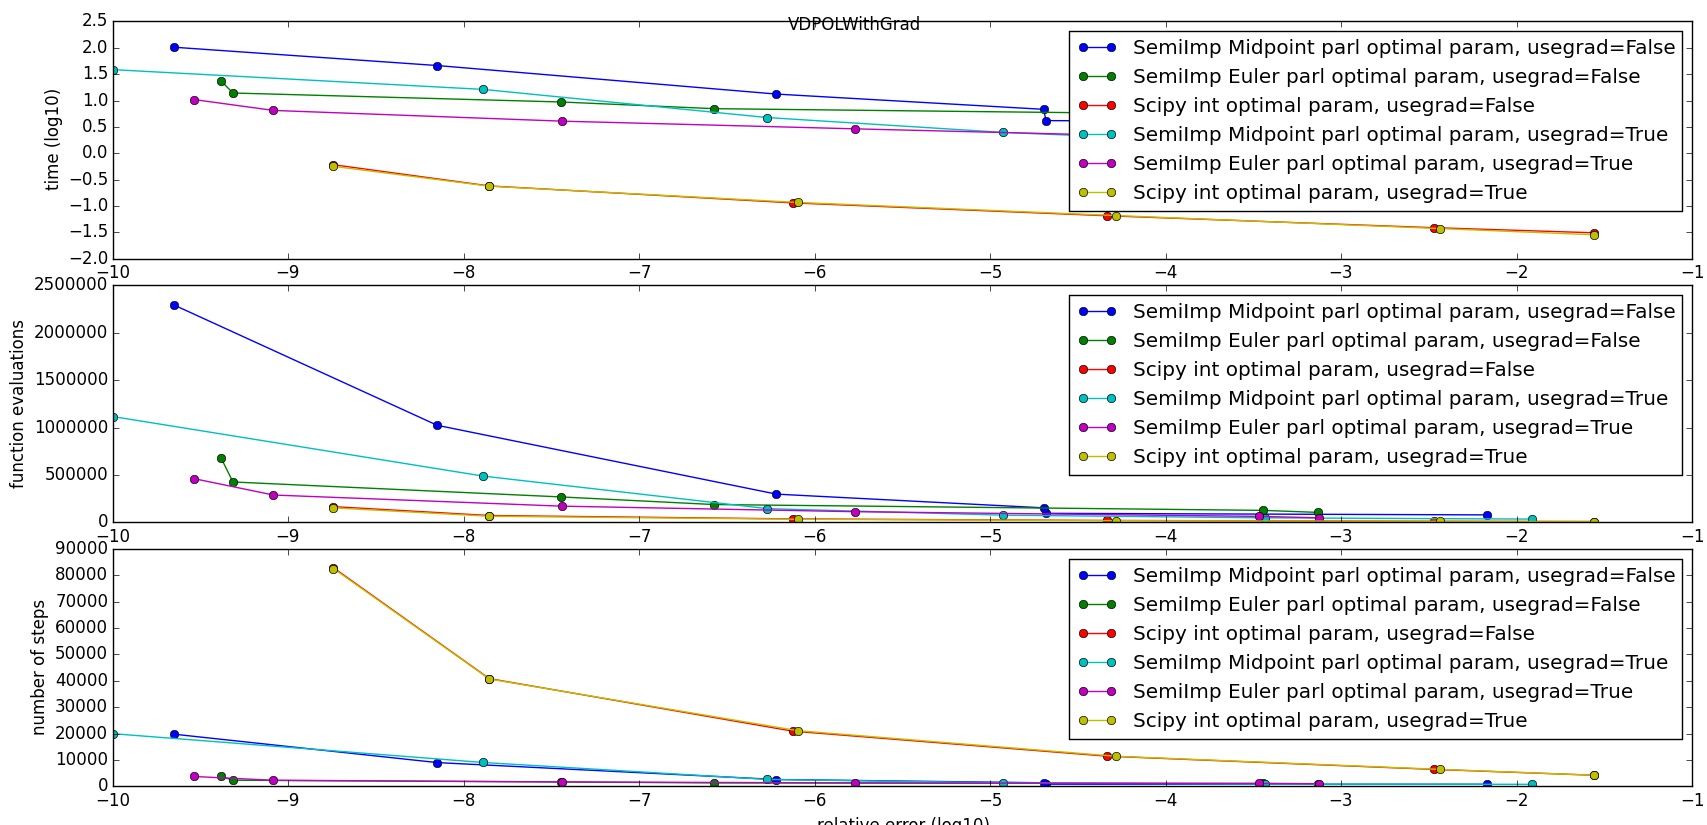 VDPOLWithGrad
time (log10)
2.5
2.0
1.5
1.0
0.5
0.0
−0.5
−1.0
−1.5
−2.0
SemiImp Midpoint parl optimal param, usegrad=False
SemiImp Euler parl optimal param, usegrad=False
Scipy int optimal param, usegrad=False
SemiImp Midpoint parl optimal param, usegrad=True
SemiImp Euler parl optimal param, usegrad=True
Scipy int optimal param, usegrad=True
−10 −9 −8 −7 −6 −5 −4 −3 −2 −1
function evaluations
2500000
2000000
1500000
1000000
500000
0
SemiImp Midpoint parl optimal param, usegrad=False
SemiImp Euler parl optimal param, usegrad=False
Scipy int optimal param, usegrad=False
SemiImp Midpoint parl optimal param, usegrad=True
SemiImp Euler parl optimal param, usegrad=True
Scipy int optimal param, usegrad=True
−10 −9 −8 −7 −6 −5 −4 −3 −2 −1
number of steps
90000
80000
70000
60000
50000
40000
30000
20000
10000
0
SemiImp Midpoint parl optimal param, usegrad=False
SemiImp Euler parl optimal param, usegrad=False
Scipy int optimal param, usegrad=False
SemiImp Midpoint parl optimal param, usegrad=True
SemiImp Euler parl optimal param, usegrad=True
Scipy int optimal param, usegrad=True
−10 −9 −8 −7 −6 −5 −4 −3 −2 −1
relative error (log10)